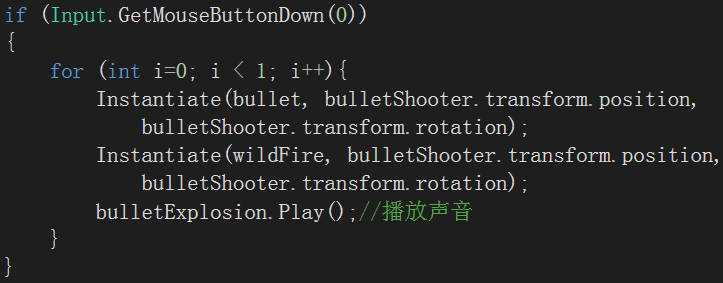 if (Input.GetMouseButtonDown(0))
{
    for (int i=0; i < 1; i++){
        Instantiate(bullet, bulletShooter.transform.position,
            bulletShooter.transform.rotation);
        Instantiate(wildFire, bulletShooter.transform.position,
            bulletShooter.transform.rotation);
        bulletExplosion.Play();//播放声音
    }
}